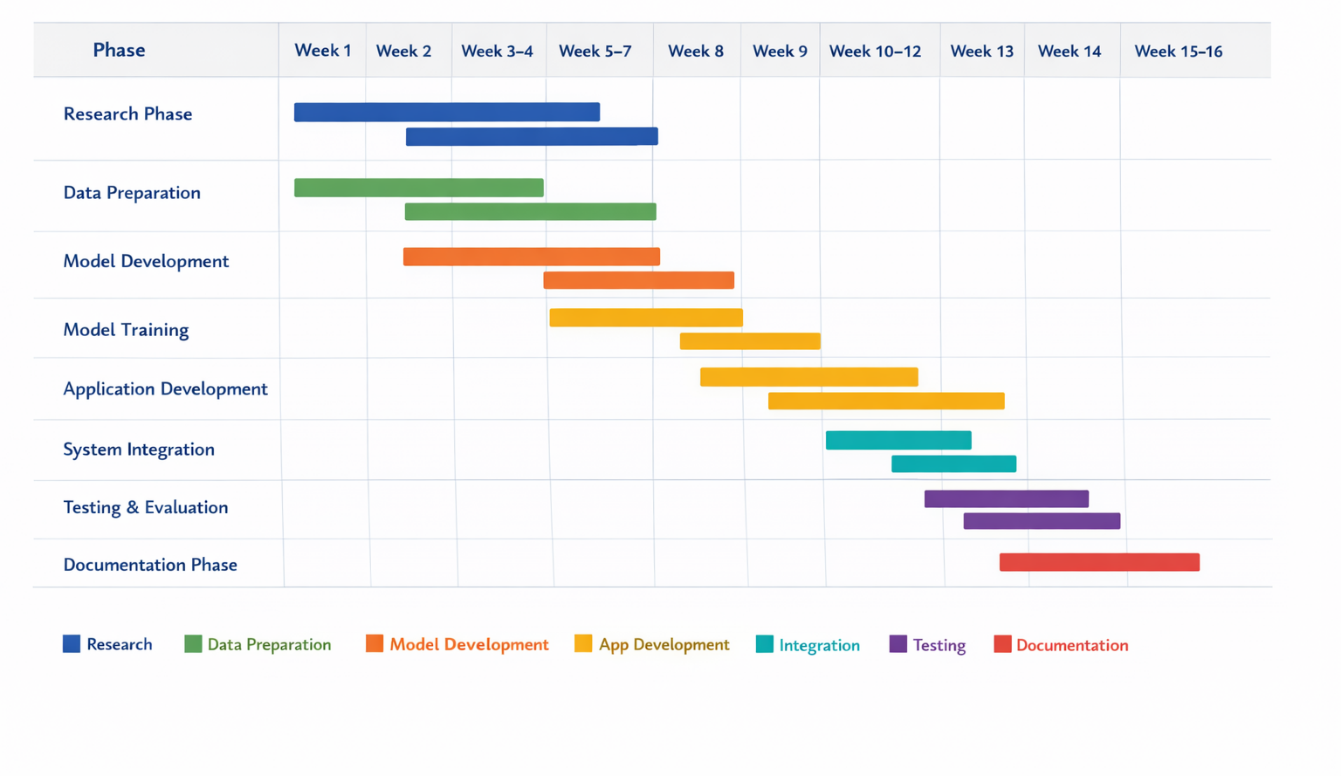 Phase Week 1 Week 2 Week 3–4 Week 5–7 Week 8 Week 9 Week 10–12 Week 13 Week 14 Week 15–16
Research Phase
Data Preparation
Model Development
Model Training
Application Development
System Integration
Testing & Evaluation
Documentation Phase
Research Data Preparation Model Development App Development Integration Testing Documentation